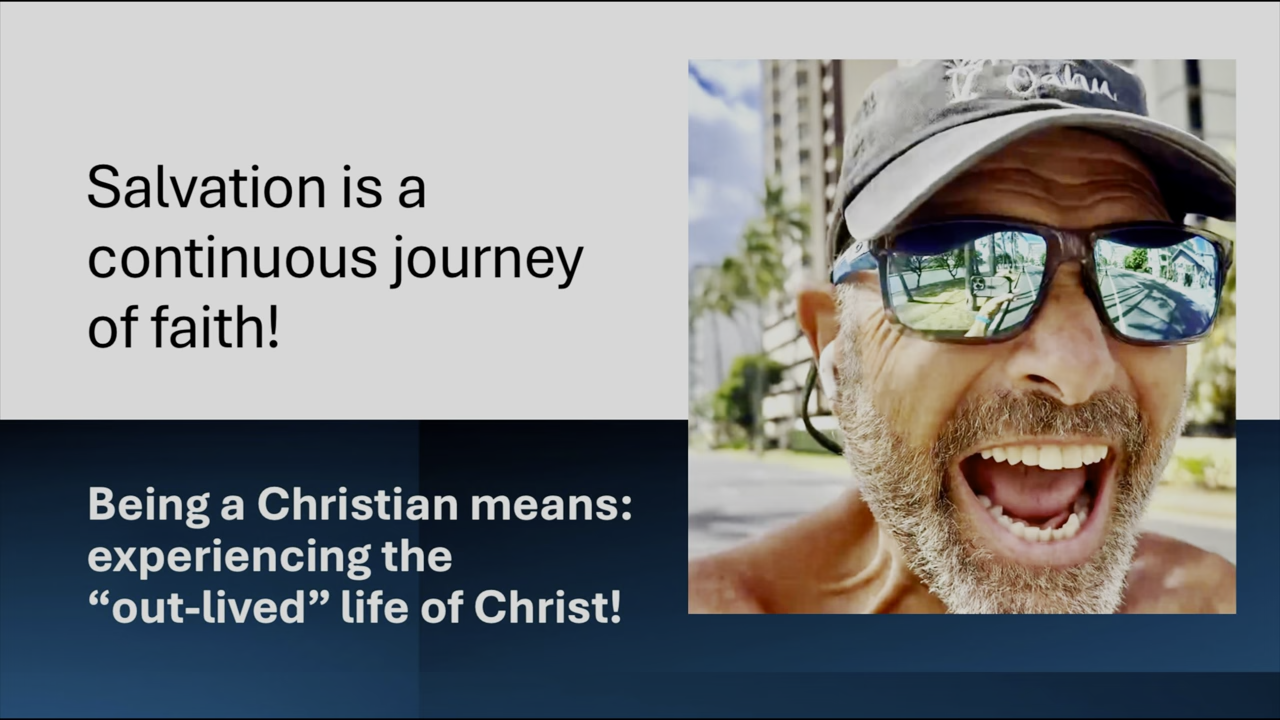 Salvation is a
continuous journey
of faith!
Oahu
Being a Christian means:
experiencing the
“out-lived” life of Christ!